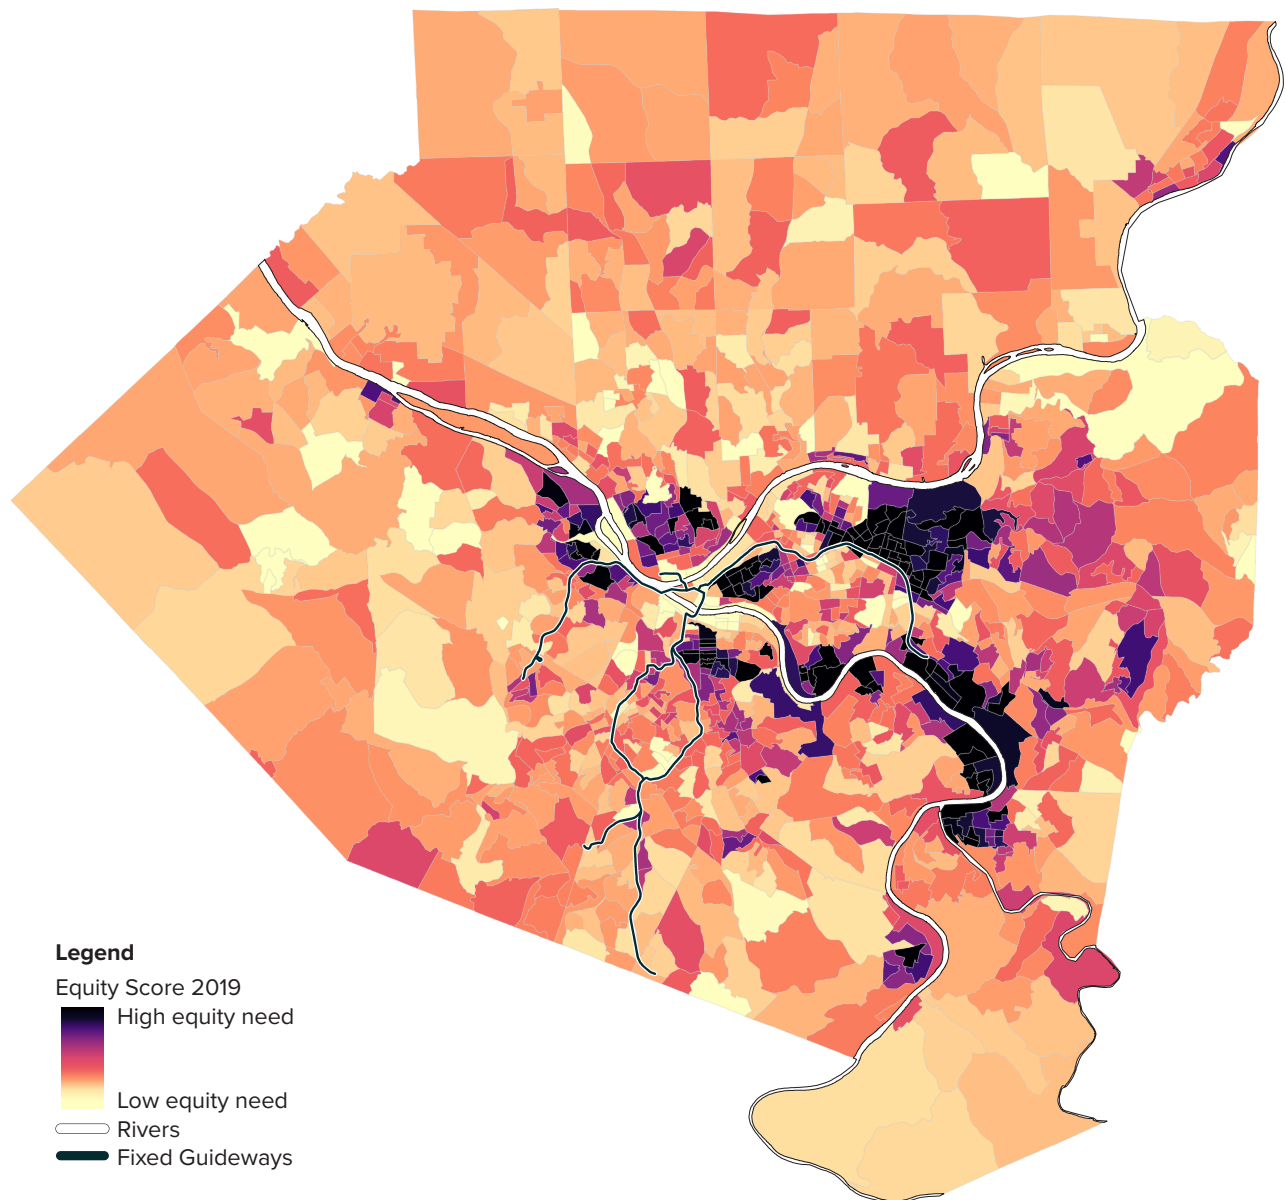 Legend
Equity Score 2019
High equity need
Low equity need
Rivers
Fixed Guideways